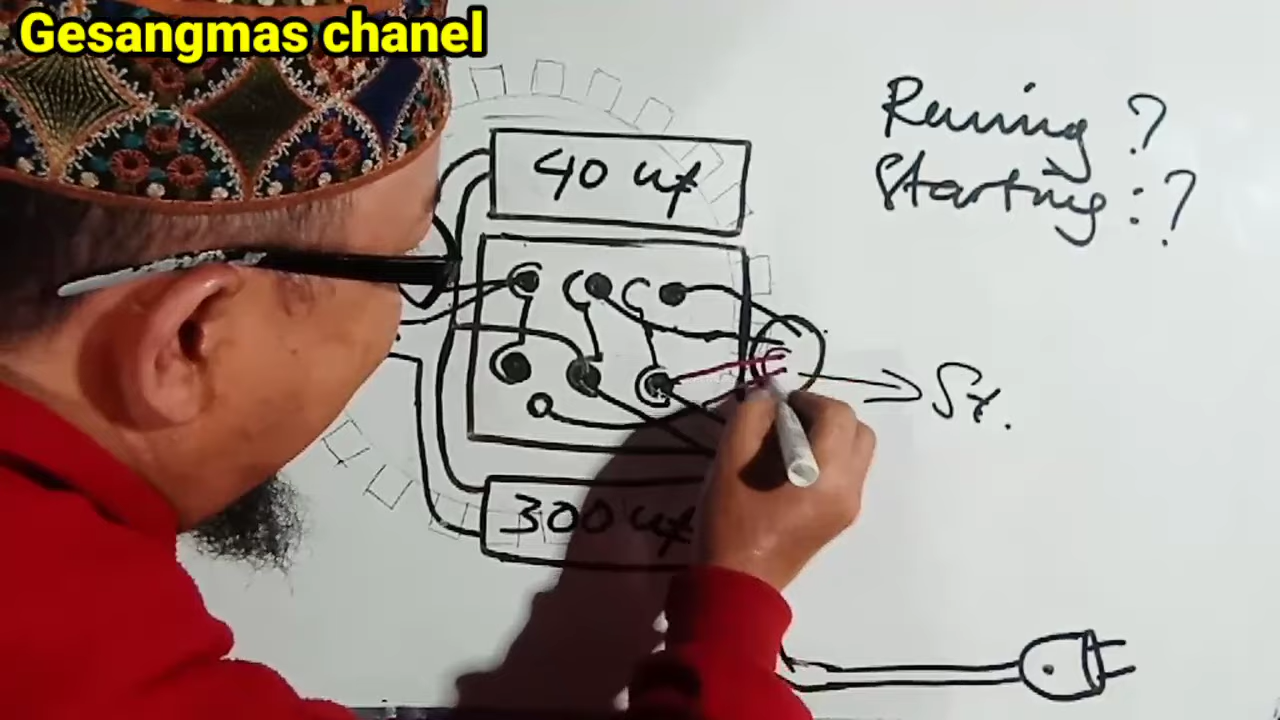 Gesangmas chanel
Runing ?
Starting : ?
40 uf
St.
300 uf